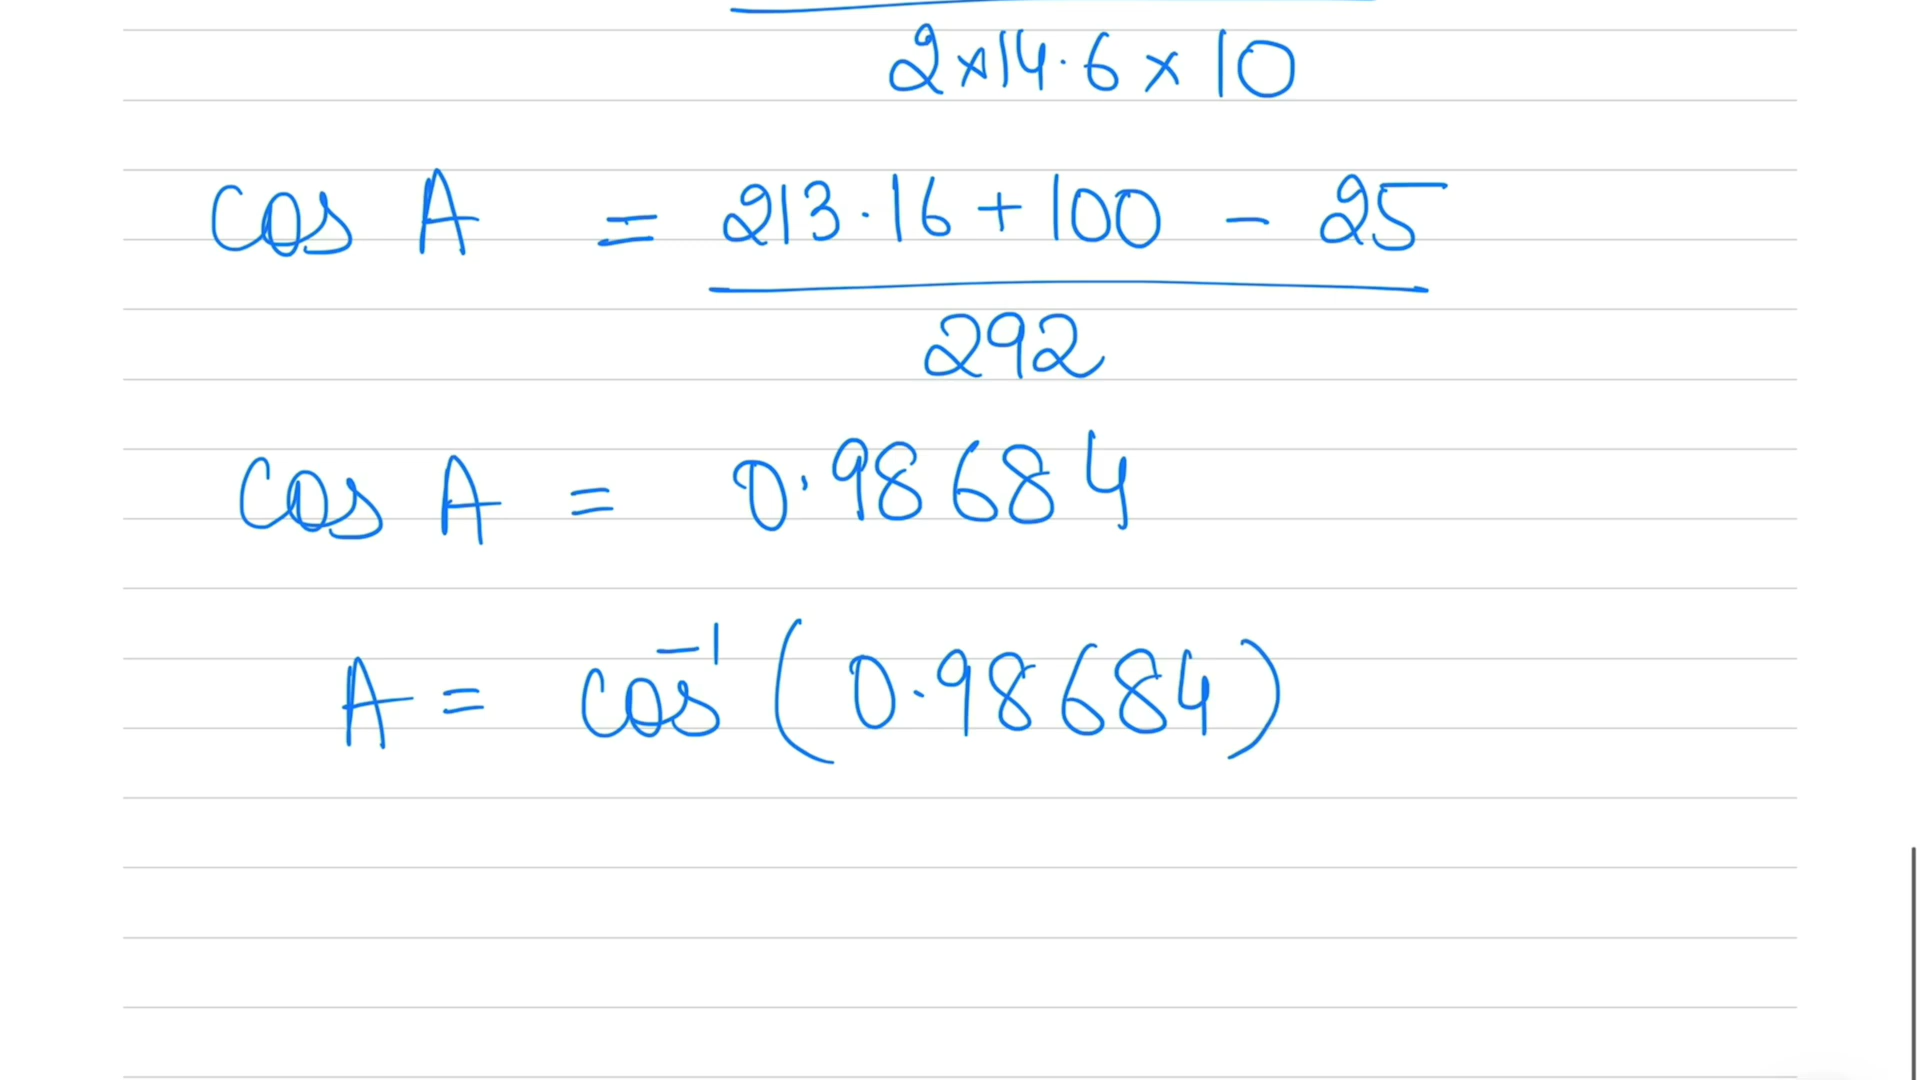 2×14.6×10
cos A = 213.16+100 - 25
292
cos A = 0.98684
A = cos⁻¹ (0.98684)